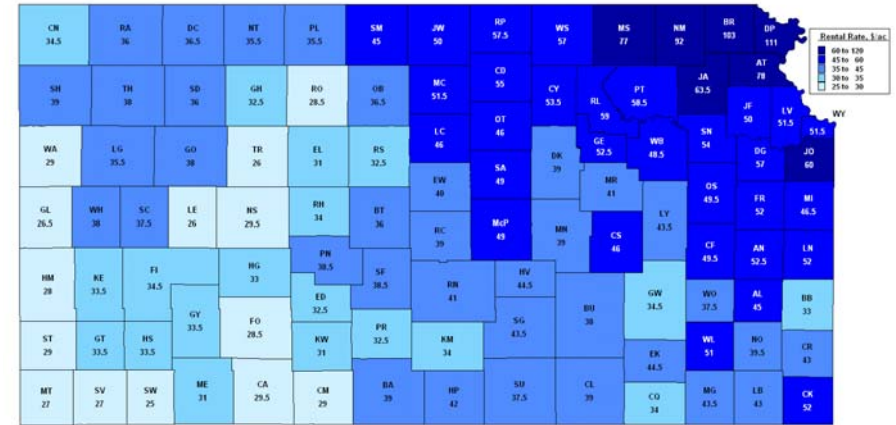 CN
34.5
RA
36
DC
36.5
NT
35.5
PL
35.5
SM
45
JW
50
RP
57.5
WS
57
MS
77
NM
92
BR
103
DP
111
Rental Rate, $/ac
60 to 120
45 to 60
35 to 45
30 to 35
25 to 30
SH
39
TH
38
SD
36
GH
32.5
RO
28.5
OB
36.5
MC
51.5
CD
55
CY
53.5
RL
59
PT
58.5
JA
63.5
AT
78
JF
50
LV
51.5
WY
51.5
WA
29
LG
35.5
GO
38
TR
26
EL
31
RS
32.5
LC
46
OT
46
DK
39
GE
52.5
WB
48.5
SN
54
DG
57
JO
60
EW
40
SA
49
MR
41
GL
26.5
WH
38
SC
37.5
LE
26
NS
29.5
RH
34
BT
36
RC
39
McP
49
MN
39
CS
46
LY
43.5
OS
49.5
FR
52
MI
46.5
CF
49.5
AN
52.5
LN
52
HM
28
KE
33.5
FI
34.5
HG
33
PN
38.5
SF
38.5
RN
41
HV
44.5
GY
33.5
FO
28.5
ED
32.5
SG
43.5
BU
38
GW
34.5
WO
37.5
AL
45
BB
33
ST
29
GT
33.5
HS
33.5
KW
31
PR
32.5
KM
34
EK
44.5
WL
51
NO
39.5
CR
43
MT
27
SV
27
SW
25
ME
31
CA
29.5
CM
29
BA
39
HP
42
SU
37.5
CL
39
CQ
34
MG
43.5
LB
43
CK
52